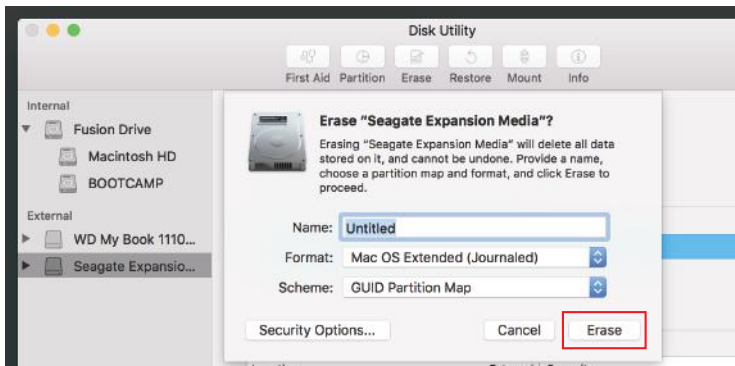 Disk Utility
First Aid Partition Erase Restore Mount Info
Internal
Fusion Drive
Macintosh HD
BOOTCAMP
External
WD My Book 1110...
Seagate Expansio...
Erase "Seagate Expansion Media"?
Erasing "Seagate Expansion Media" will delete all data
stored on it, and cannot be undone. Provide a name,
choose a partition map and format, and click Erase to
proceed.
Name: Untitled
Format: Mac OS Extended (Journaled)
Scheme: GUID Partition Map
Security Options... Cancel Erase